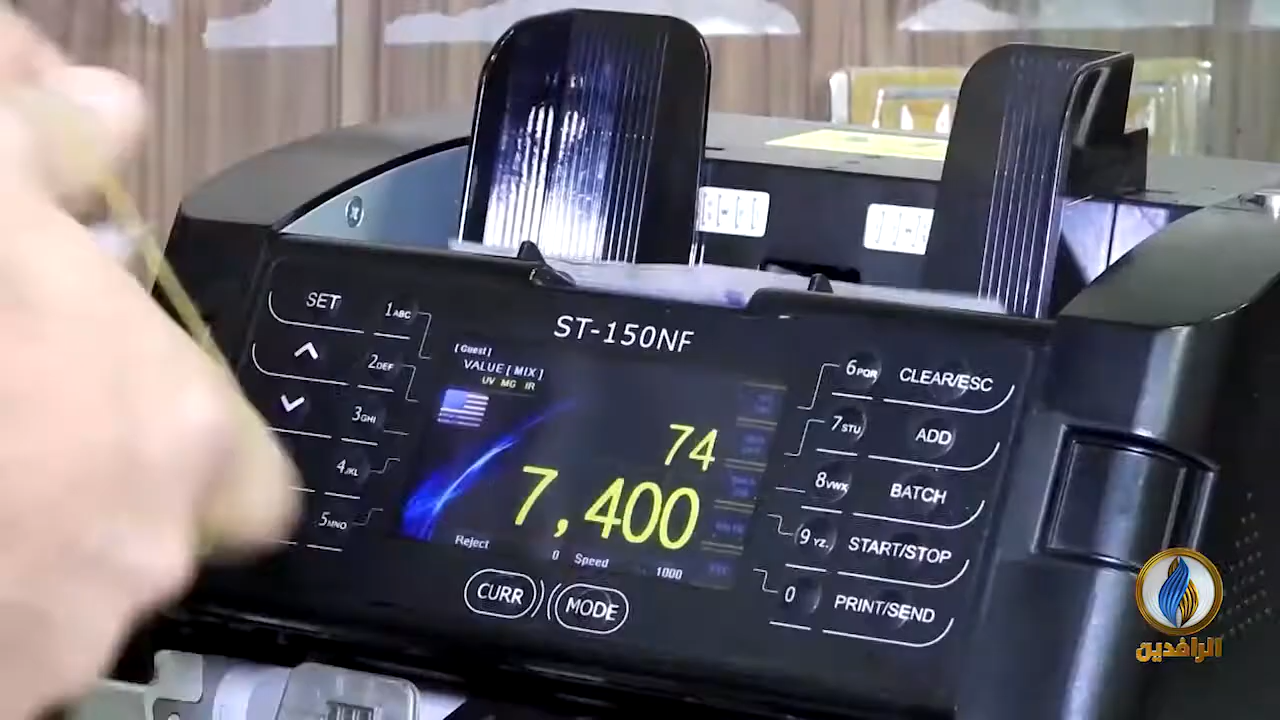 ST-150NF
SET
1ABC
2DEF
3GHI
4JKL
5MNO
[ Guest ]
VALUE [ MIX ]
UV MG IR
74
7,400
Reject
0
Speed
1000
CURR
MODE
6PQR
CLEAR/ESC
7STU
ADD
8VWX
BATCH
9YZ.
START/STOP
0
PRINT/SEND
الرافدين